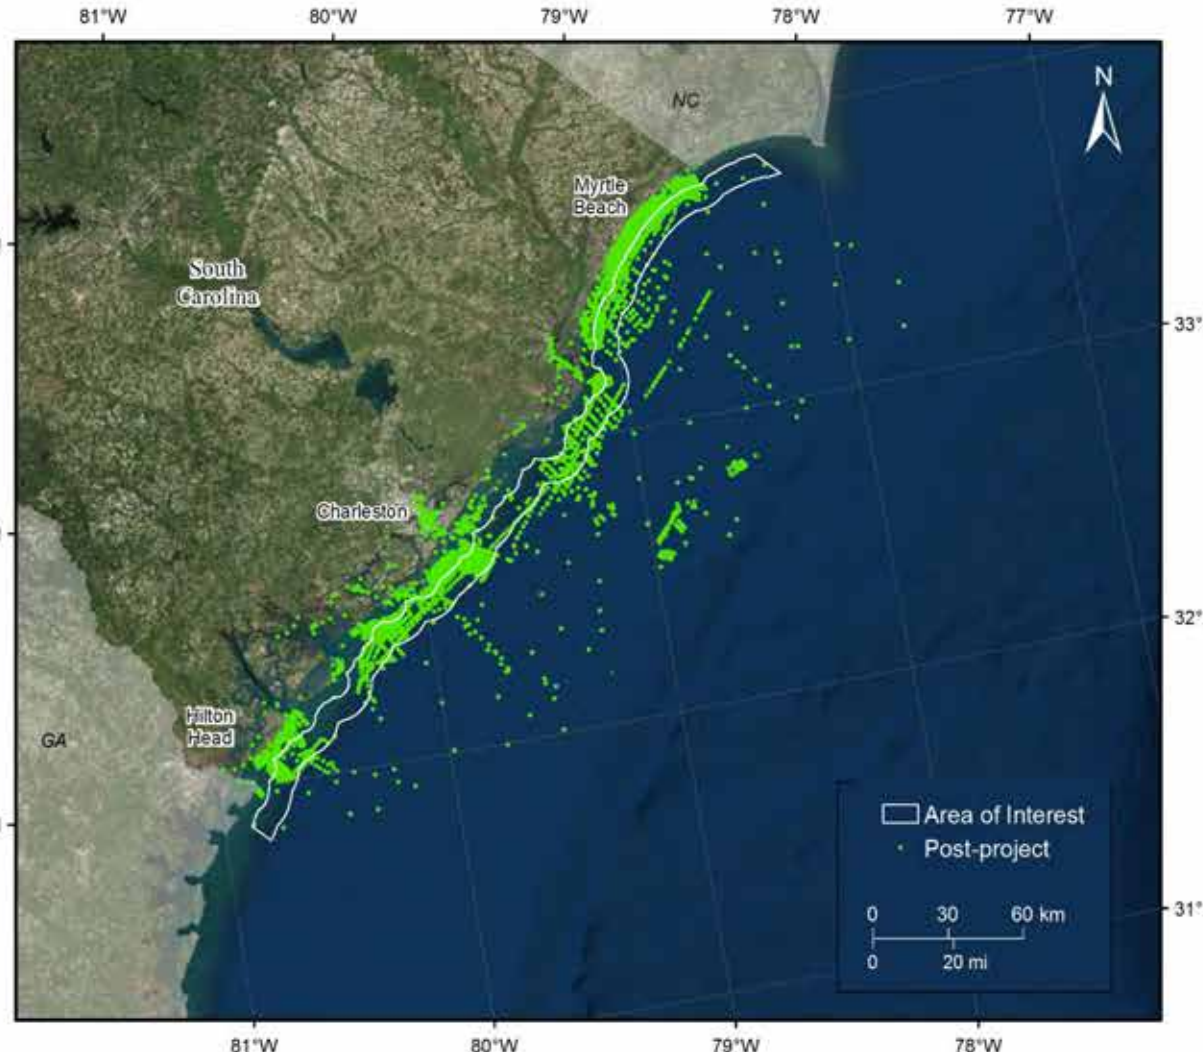 81°W 80°W 79°W 78°W 77°W
N
NC
Myrtle
Beach
South
Carolina
33°
Charleston
32°
Hilton
Head
GA
Area of Interest
Post-project
31°
0 30 60 km
0 20 mi
81°W 80°W 79°W 78°W